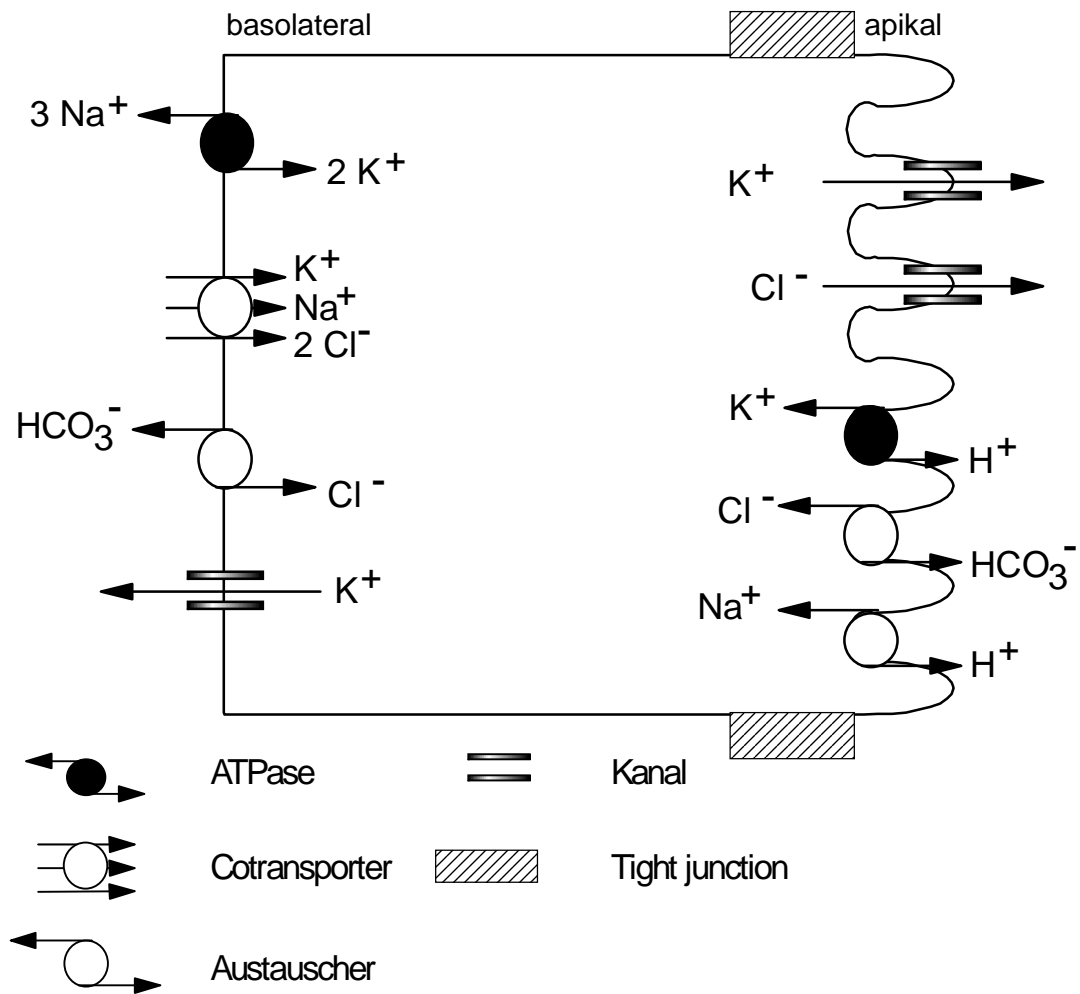 basolateral apikal
3 Na+
2 K+
K+
Na+
2 Cl-
HCO3-
Cl-
K+
K+
Cl-
K+
H+
Cl-
HCO3-
Na+
H+
ATPase Kanal
Cotransporter Tight junction
Austauscher